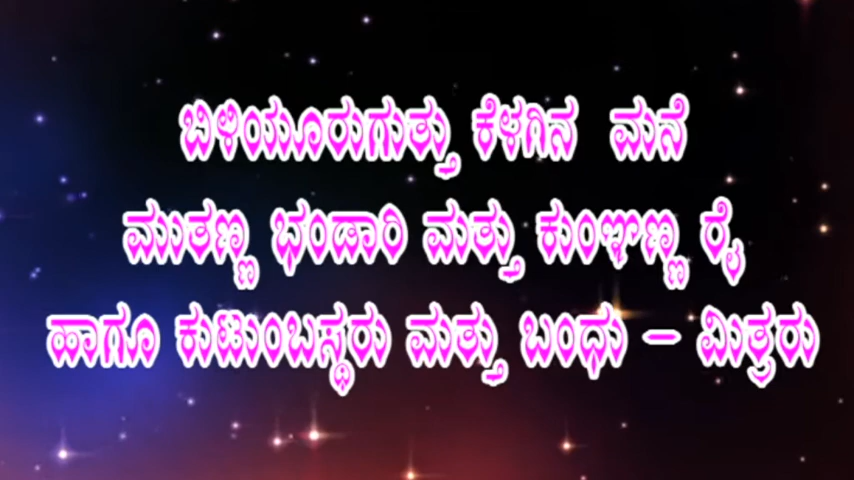 ಬಿಳಿಯೂರುಗುತ್ತು ಕೆಳಗಿನ ಮನೆ
ಮುತಣ್ಣ ಭಂಡಾರಿ ಮತ್ತು ಕುಂಞಣ್ಣ ರೈ
ಹಾಗೂ ಕುಟುಂಬಸ್ಥರು ಮತ್ತು ಬಂಧು – ಮಿತ್ರರು